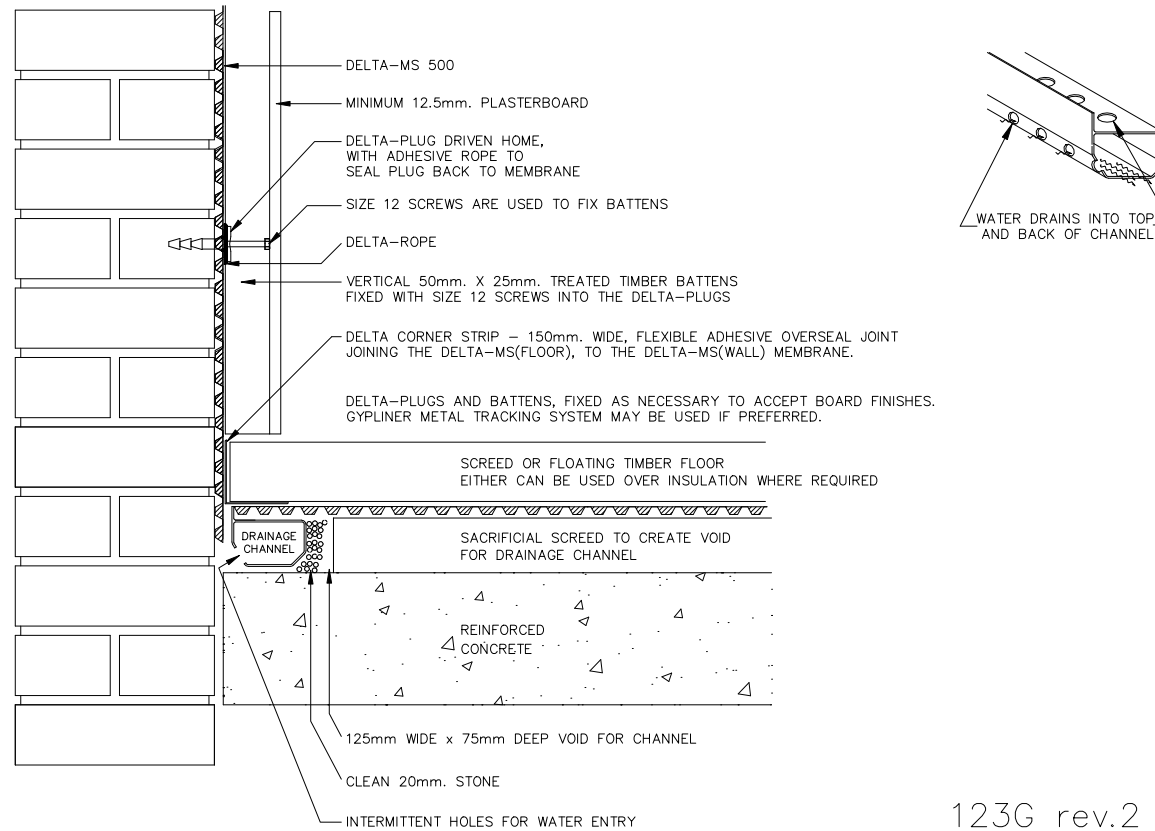 DELTA-MS 500
MINIMUM 12.5mm. PLASTERBOARD
DELTA-PLUG DRIVEN HOME,
WITH ADHESIVE ROPE TO
SEAL PLUG BACK TO MEMBRANE
SIZE 12 SCREWS ARE USED TO FIX BATTENS
DELTA-ROPE
VERTICAL 50mm. X 25mm. TREATED TIMBER BATTENS
FIXED WITH SIZE 12 SCREWS INTO THE DELTA-PLUGS
DELTA CORNER STRIP – 150mm. WIDE, FLEXIBLE ADHESIVE OVERSEAL JOINT
JOINING THE DELTA-MS(FLOOR), TO THE DELTA-MS(WALL) MEMBRANE.
DELTA-PLUGS AND BATTENS, FIXED AS NECESSARY TO ACCEPT BOARD FINISHES.
GYPLINER METAL TRACKING SYSTEM MAY BE USED IF PREFERRED.
SCREED OR FLOATING TIMBER FLOOR
EITHER CAN BE USED OVER INSULATION WHERE REQUIRED
DRAINAGE
CHANNEL
SACRIFICIAL SCREED TO CREATE VOID
FOR DRAINAGE CHANNEL
REINFORCED
CONCRETE
125mm WIDE x 75mm DEEP VOID FOR CHANNEL
CLEAN 20mm. STONE
INTERMITTENT HOLES FOR WATER ENTRY
WATER DRAINS INTO TOP
AND BACK OF CHANNEL
123G rev.2